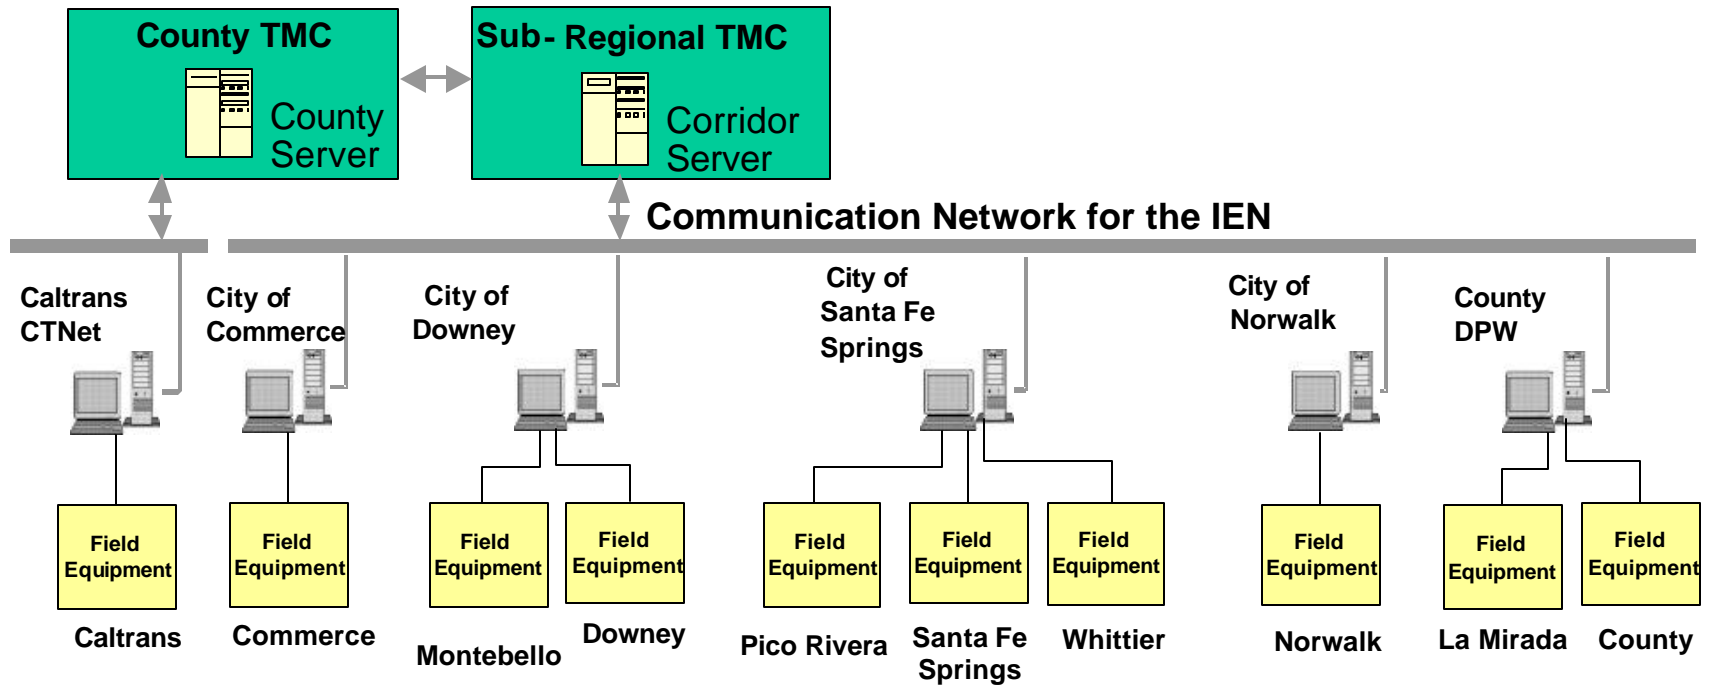 County TMC
Sub- Regional TMC
County
Server
Corridor
Server
Communication Network for the IEN
Caltrans
CTNet
City of
Commerce
City of
Downey
City of
Santa Fe
Springs
City of
Norwalk
County
DPW
Field
Equipment
Field
Equipment
Field
Equipment
Field
Equipment
Field
Equipment
Field
Equipment
Field
Equipment
Field
Equipment
Field
Equipment
Field
Equipment
Caltrans
Commerce
Montebello
Downey
Pico Rivera
Santa Fe
Springs
Whittier
Norwalk
La Mirada
County